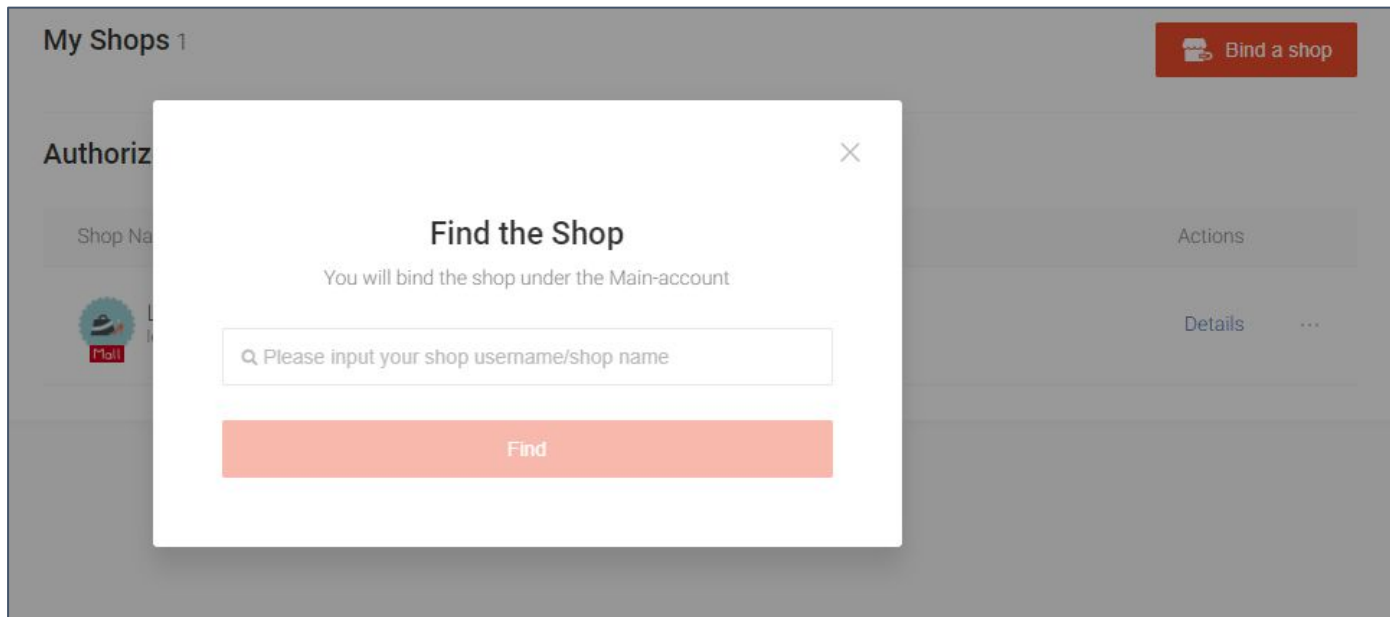 My Shops 1
Bind a shop
Authoriz
Find the Shop
Shop Na
Actions
You will bind the shop under the Main-account
L
Details
Mall
Please input your shop username/shop name
Find